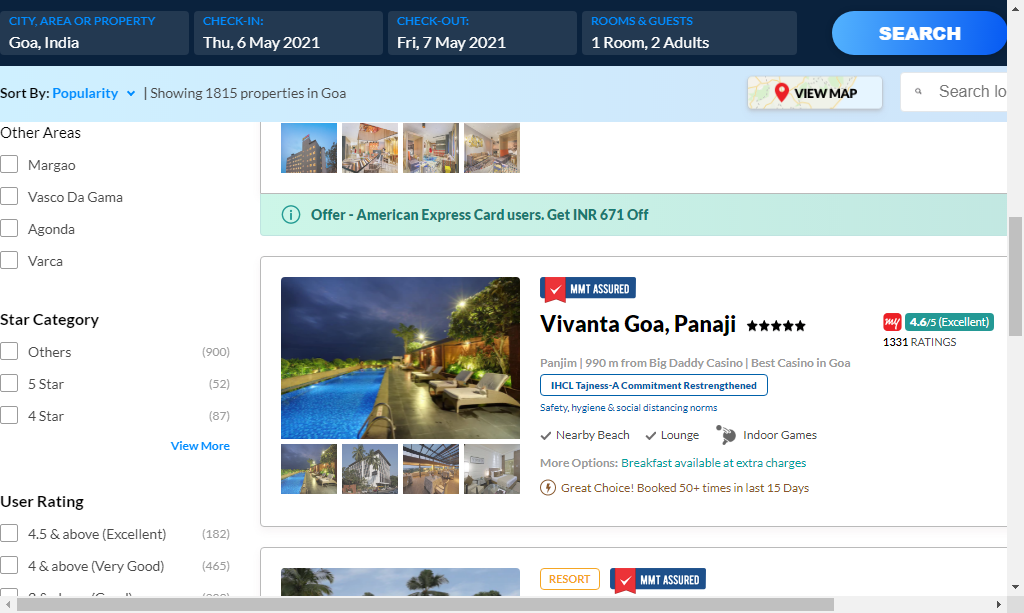 CITY, AREA OR PROPERTY
Goa, India
CHECK-IN:
Thu, 6 May 2021
CHECK-OUT:
Fri, 7 May 2021
ROOMS & GUESTS
1 Room, 2 Adults
SEARCH
Sort By: Popularity | Showing 1815 properties in Goa
VIEW MAP
Search lo
Other Areas
Margao
Vasco Da Gama
Agonda
Varca
Star Category
Others (900)
5 Star (52)
4 Star (87)
View More
User Rating
4.5 & above (Excellent) (182)
4 & above (Very Good) (465)
Offer - American Express Card users. Get INR 671 Off
MMT ASSURED
Vivanta Goa, Panaji
my 4.6/5 (Excellent)
1331 RATINGS
Panjim | 990 m from Big Daddy Casino | Best Casino in Goa
IHCL Tajness-A Commitment Restrengthened
Safety, hygiene & social distancing norms
Nearby Beach Lounge Indoor Games
More Options: Breakfast available at extra charges
Great Choice! Booked 50+ times in last 15 Days
RESORT MMT ASSURED